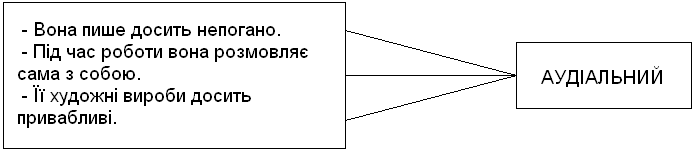 - Вона пише досить непогано.
- Під час роботи вона розмовляє
сама з собою.
- Її художні вироби досить
привабливі.
АУДІАЛЬНИЙ